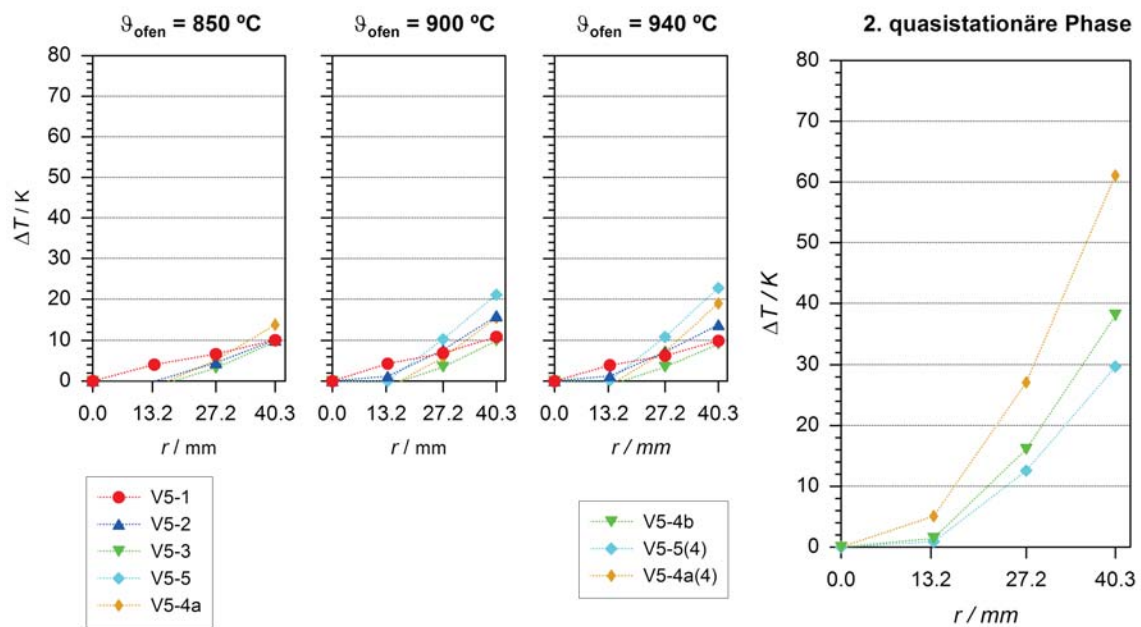 ϑofen = 850 ºC
ϑofen = 900 ºC
ϑofen = 940 ºC
2. quasistationäre Phase
ΔT / K
80
70
60
50
40
30
20
10
0
0.0 13.2 27.2 40.3
r / mm
0.0 13.2 27.2 40.3
r / mm
0.0 13.2 27.2 40.3
r / mm
ΔT / K
80
70
60
50
40
30
20
10
0
0.0 13.2 27.2 40.3
r / mm
V5-1
V5-2
V5-3
V5-5
V5-4a
V5-4b
V5-5(4)
V5-4a(4)